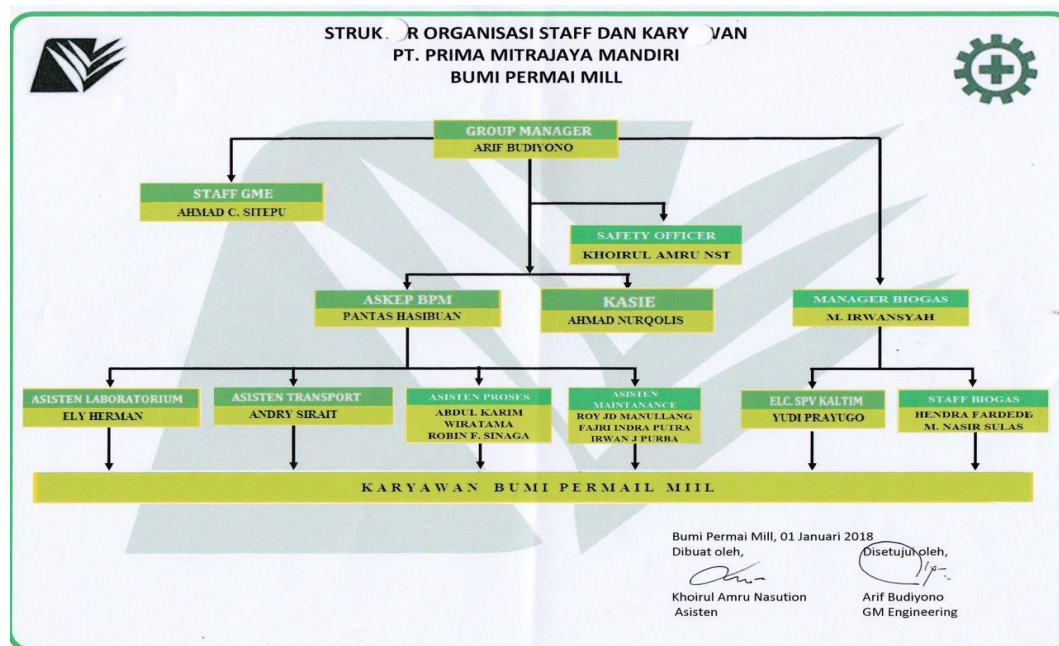 STRUK R ORGANISASI STAFF DAN KARY WAN
PT. PRIMA MITRAJAYA MANDIRI
BUMI PERMAI MILL
GROUP MANAGER
ARIF BUDIYONO
STAFF GME
AHMAD C. SITEPU
SAFETY OFFICER
KHOIRUL AMRU NST
ASKEP BPM
PANTAS HASIBUAN
KASIE
AHMAD NURQOLIS
MANAGER BIOGAS
M. IRWANSYAH
ASISTEN LABORATORIUM
ELY HERMAN
ASISTEN TRANSPORT
ANDRY SIRAIT
ASISTEN PROSES
ABDUL KARIM
WIRATAMA
ROBIN F. SINAGA
ASISTEN
MAINTANANCE
ROY JD MANULLANG
FAJRI INDRA PUTRA
IRWAN J PURBA
ELC. SPV KALTIM
YUDI PRAYUGO
STAFF BIOGAS
HENDRA FARDEDE
M. NASIR SULAS
KARYAWAN BUMI PERMAIL MIIL
Bumi Permai Mill, 01 Januari 2018
Dibuat oleh,
Disetujui oleh,
Khoirul Amru Nasution
Asisten
Arif Budiyono
GM Engineering